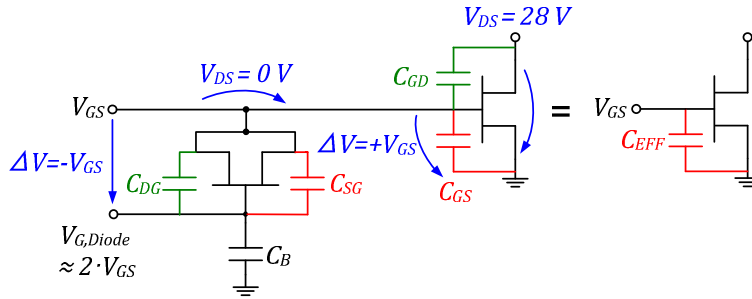 V_DS = 28 V
V_DS = 0 V
C_GD
V_GS
=
V_GS
ΔV=-V_GS
ΔV=+V_GS
C_EFF
C_DG
C_SG
C_GS
V_G,Diode
≈ 2·V_GS
C_B